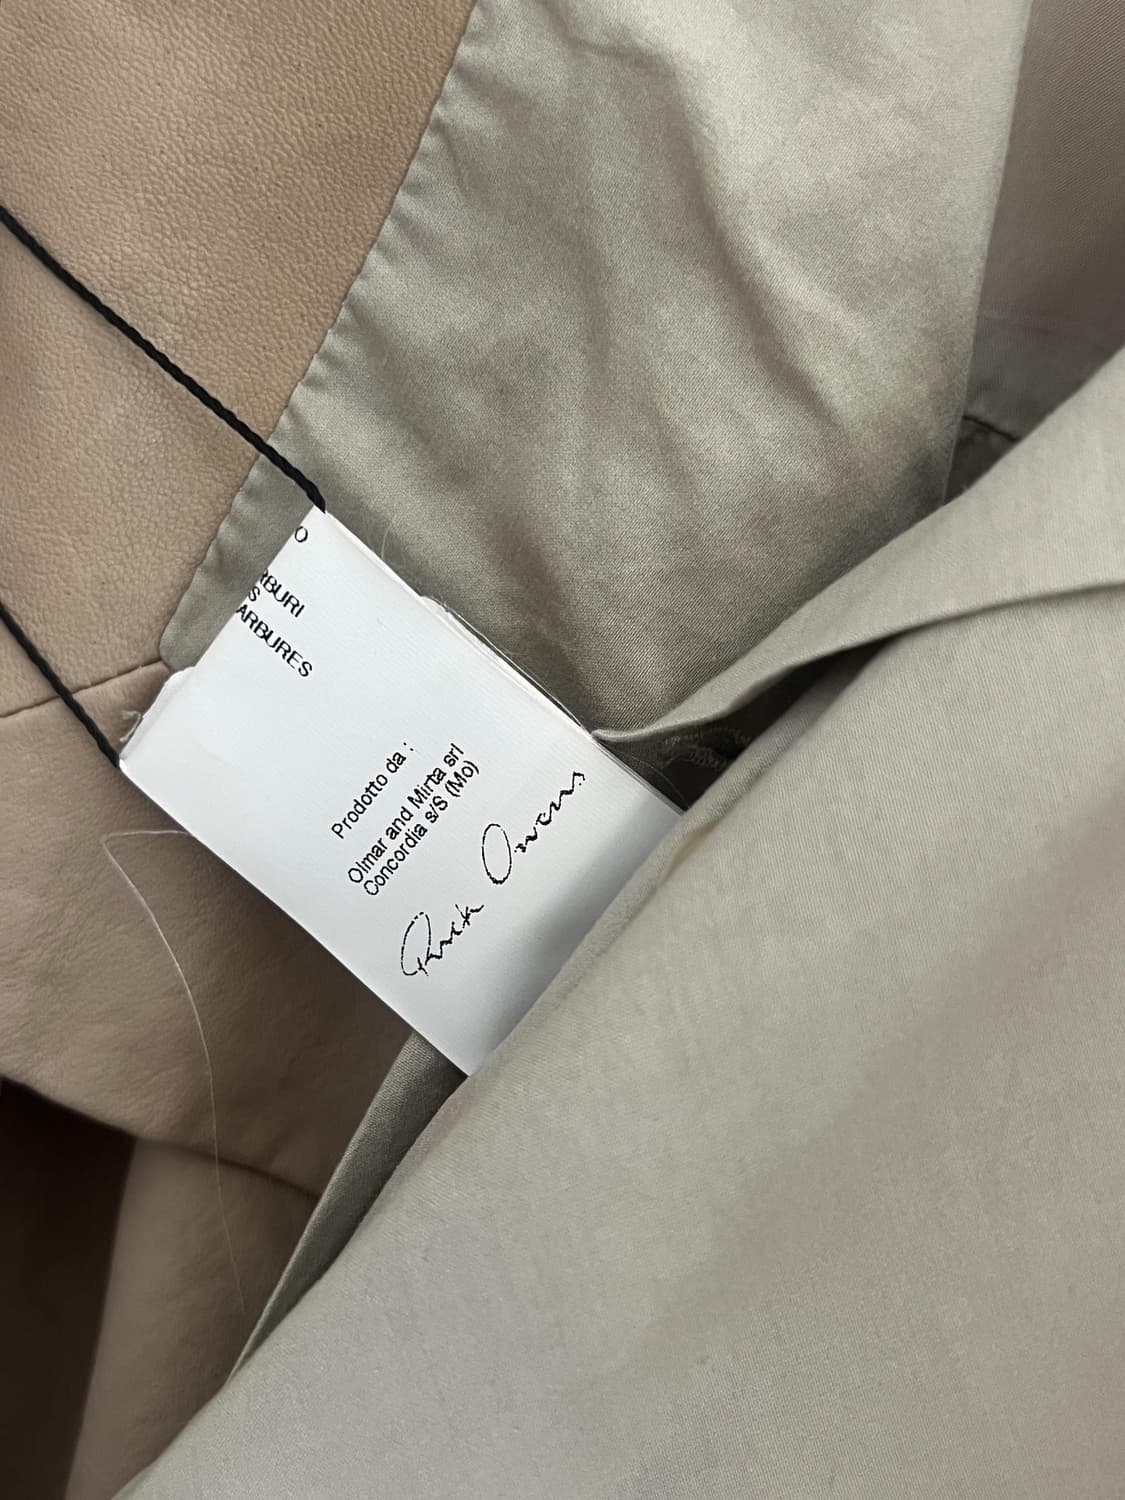 O
RBURI
S
ARBURES
Prodotto da :
Olmar and Mirta srl
Concordia s/S (Mo)
Rick Owens